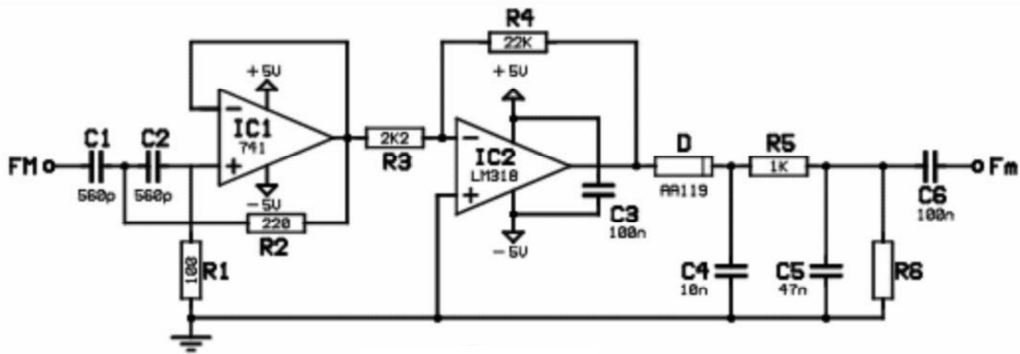 R4
22K
+5V
+5V
C1
C2
IC1
741
2K2
R3
IC2
LM318
D
R5
1K
FM
560p
560p
-5V
220
R2
AA119
C6
100n
Fm
C3
100n
-5V
100
R1
C4
10n
C5
47n
R6